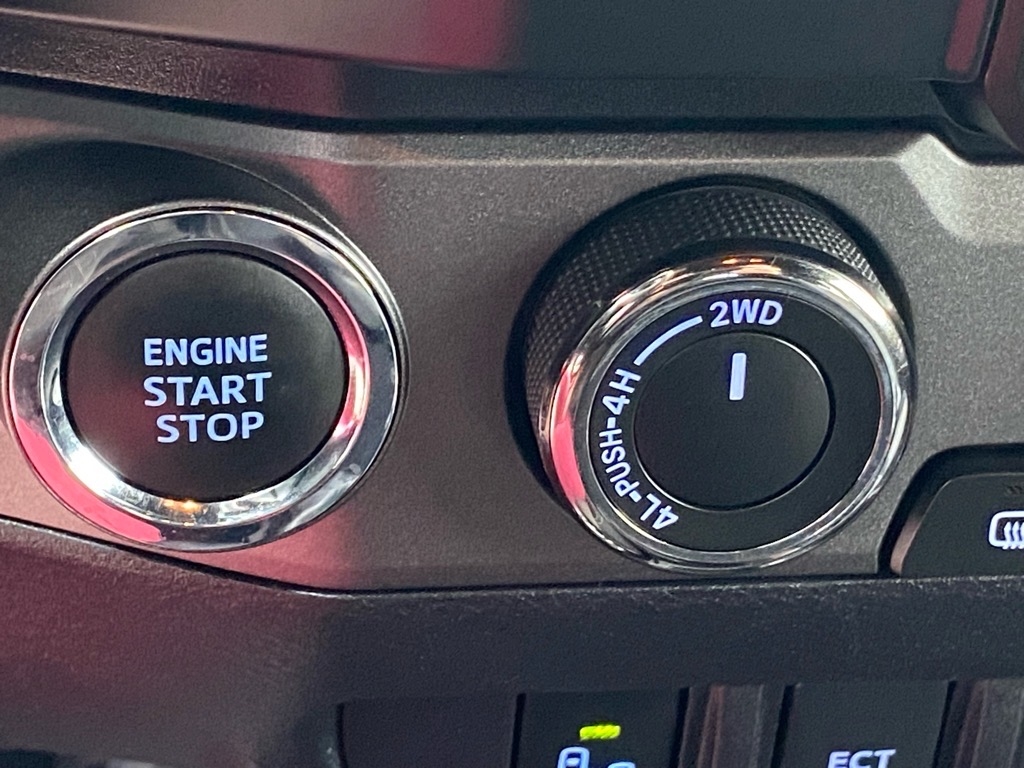 ENGINE
START
STOP
2WD
4L-PUSH-4H
ECT